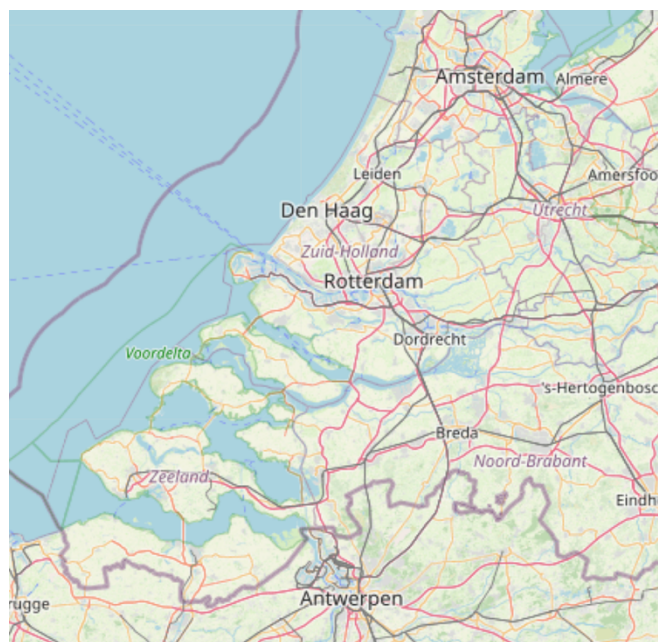 Amsterdam
Almere
Leiden
Amersfoo
Den Haag
Utrecht
Zuid-Holland
Rotterdam
Dordrecht
Voordelta
's-Hertogenbosc
Breda
Noord-Brabant
Zeeland
Eindh
Antwerpen
rugge